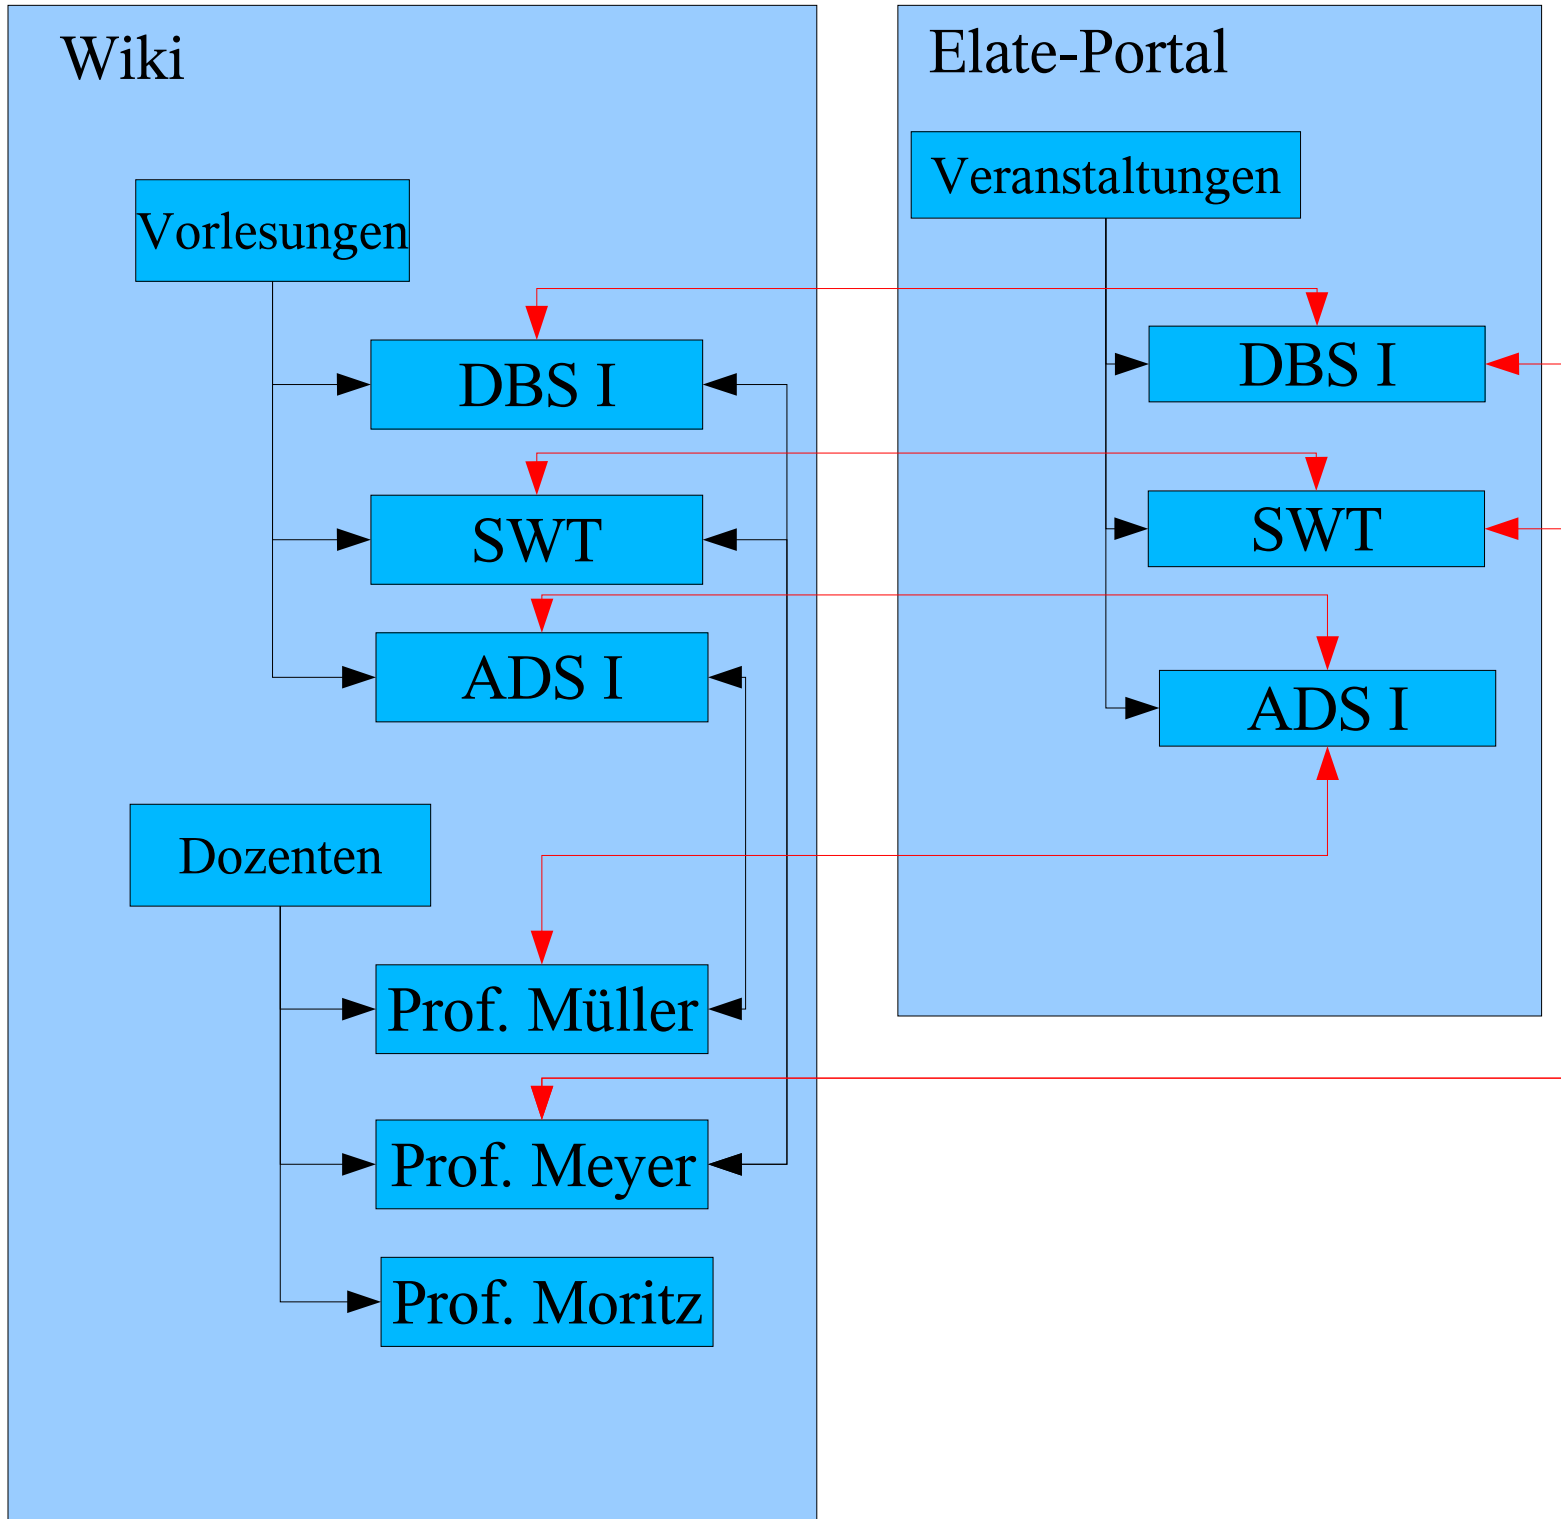 Wiki
Vorlesungen
DBS I
SWT
ADS I
Dozenten
Prof. Müller
Prof. Meyer
Prof. Moritz
Elate-Portal
Veranstaltungen
DBS I
SWT
ADS I